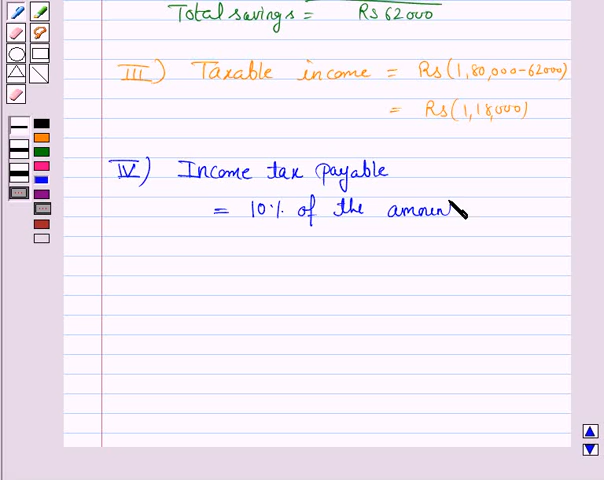 Total savings = Rs 62000
III) Taxable income = Rs (1,80,000-62000)
= Rs (1,18,000)
IV) Income tax payable
= 10% of the amoun